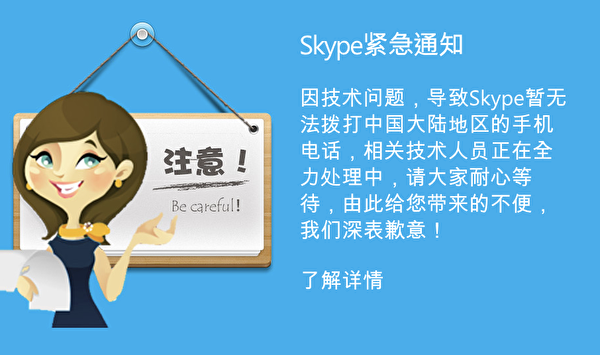 注意！
Be careful!
Skype紧急通知
因技术问题，导致Skype暂无
法拨打中国大陆地区的手机
电话，相关技术人员正在全
力处理中，请大家耐心等
待，由此给您带来的不便，
我们深表歉意！
了解详情